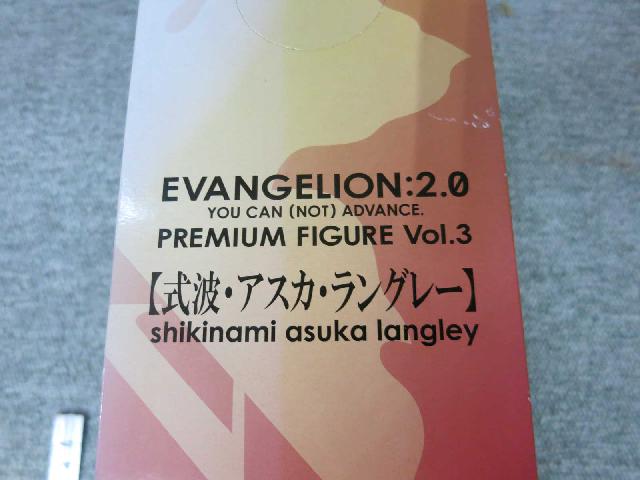 EVANGELION:2.0
YOU CAN (NOT) ADVANCE.
PREMIUM FIGURE Vol.3
【式波・アスカ・ラングレー】
shikinami asuka langley